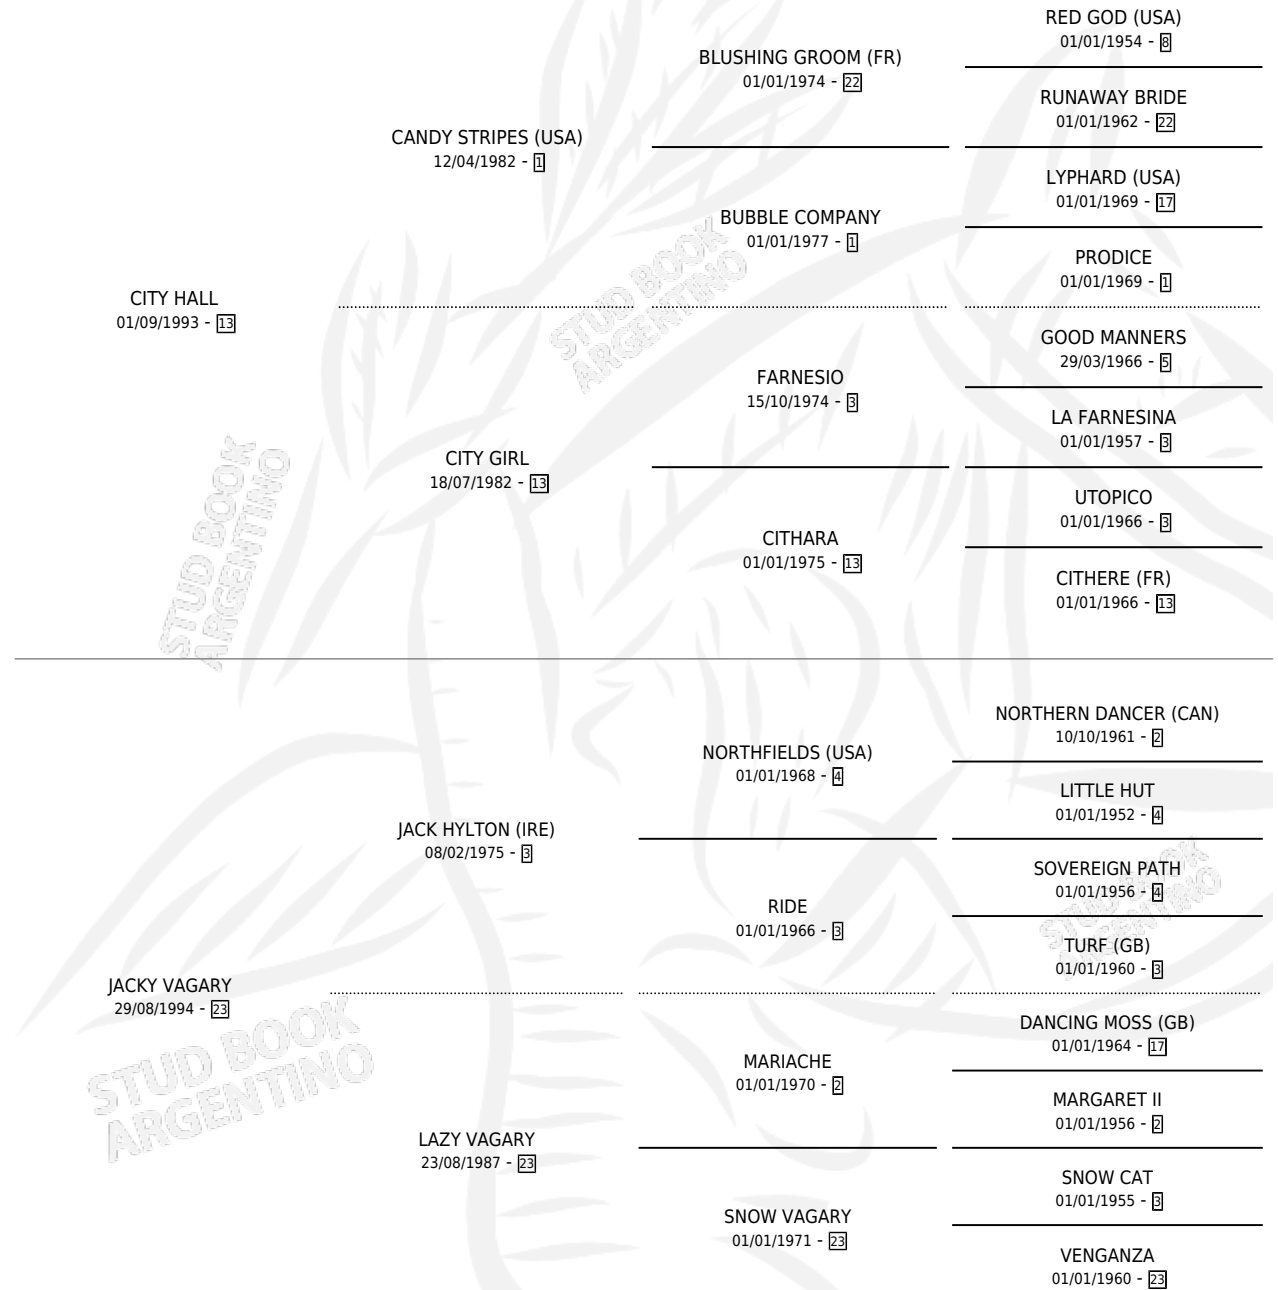 RED GOD (USA)
01/01/1954 - 8
BLUSHING GROOM (FR)
01/01/1974 - 22
RUNAWAY BRIDE
01/01/1962 - 22
CANDY STRIPES (USA)
12/04/1982 - 1
LYPHARD (USA)
01/01/1969 - 17
BUBBLE COMPANY
01/01/1977 - 1
PRODICE
01/01/1969 - 1
CITY HALL
01/09/1993 - 13
GOOD MANNERS
29/03/1966 - 5
FARNESIO
15/10/1974 - 3
LA FARNESINA
01/01/1957 - 3
CITY GIRL
18/07/1982 - 13
UTOPICO
01/01/1966 - 3
CITHARA
01/01/1975 - 13
CITHERE (FR)
01/01/1966 - 13
NORTHERN DANCER (CAN)
10/10/1961 - 2
NORTHFIELDS (USA)
01/01/1968 - 4
LITTLE HUT
01/01/1952 - 4
JACK HYLTON (IRE)
08/02/1975 - 3
SOVEREIGN PATH
01/01/1956 - 4
RIDE
01/01/1966 - 3
TURF (GB)
01/01/1960 - 3
JACKY VAGARY
29/08/1994 - 23
DANCING MOSS (GB)
01/01/1964 - 17
MARIACHE
01/01/1970 - 2
MARGARET II
01/01/1956 - 2
LAZY VAGARY
23/08/1987 - 23
SNOW CAT
01/01/1955 - 3
SNOW VAGARY
01/01/1971 - 23
VENGANZA
01/01/1960 - 23
STUD BOOK
ARGENTINO
STUD BOOK
ARGENTINO
STUD BOOK
ARGENTINO
STUD BOOK
ARGENTINO